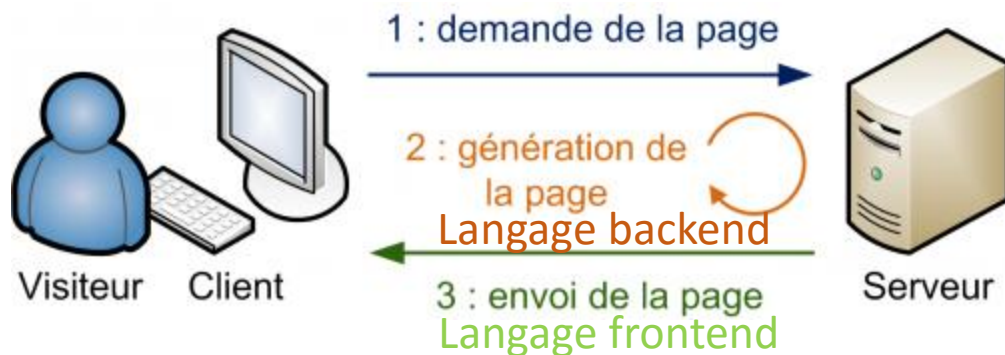 1 : demande de la page
2 : génération de
la page
Langage backend
Visiteur
Client
3 : envoi de la page
Serveur
Langage frontend